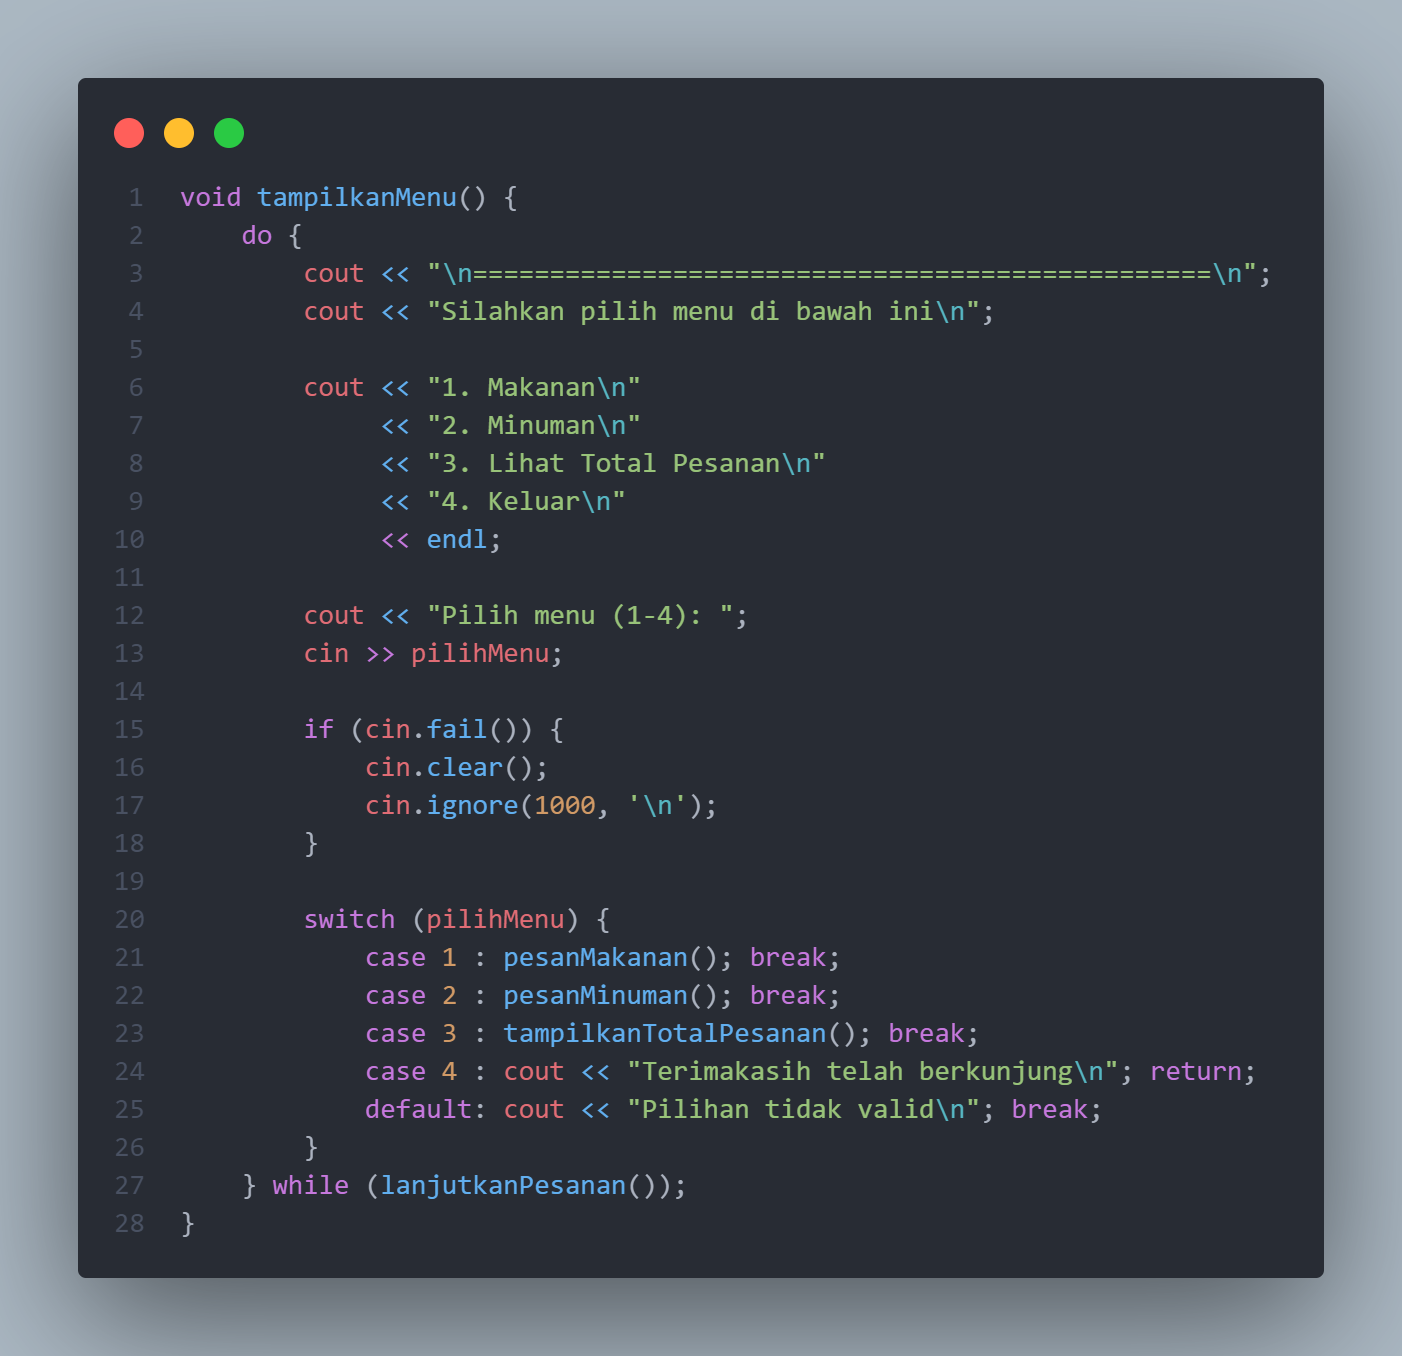 1 void tampilkanMenu() {
2     do {
3         cout << "\n================================================\n";
4         cout << "Silahkan pilih menu di bawah ini\n";
5
6         cout << "1. Makanan\n"
7              << "2. Minuman\n"
8              << "3. Lihat Total Pesanan\n"
9              << "4. Keluar\n"
10              << endl;
11
12         cout << "Pilih menu (1-4): ";
13         cin >> pilihMenu;
14
15         if (cin.fail()) {
16             cin.clear();
17             cin.ignore(1000, '\n');
18         }
19
20         switch (pilihMenu) {
21             case 1 : pesanMakanan(); break;
22             case 2 : pesanMinuman(); break;
23             case 3 : tampilkanTotalPesanan(); break;
24             case 4 : cout << "Terimakasih telah berkunjung\n"; return;
25             default: cout << "Pilihan tidak valid\n"; break;
26         }
27     } while (lanjutkanPesanan());
28 }